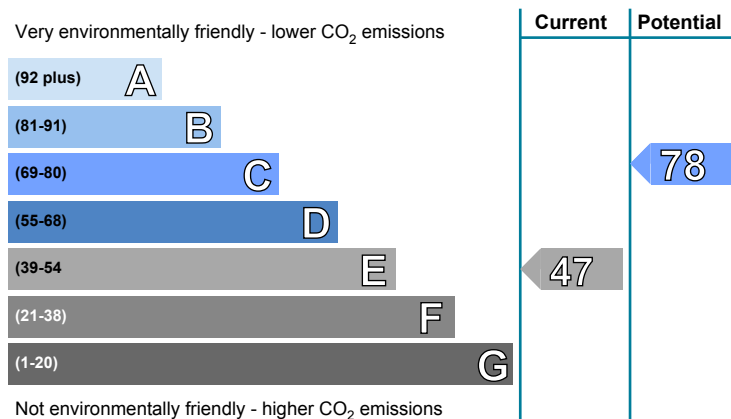 Current Potential
Very environmentally friendly - lower CO₂ emissions
(92 plus) A
(81-91) B
(69-80) C
78
(55-68) D
(39-54 E
47
(21-38) F
(1-20) G
Not environmentally friendly - higher CO₂ emissions